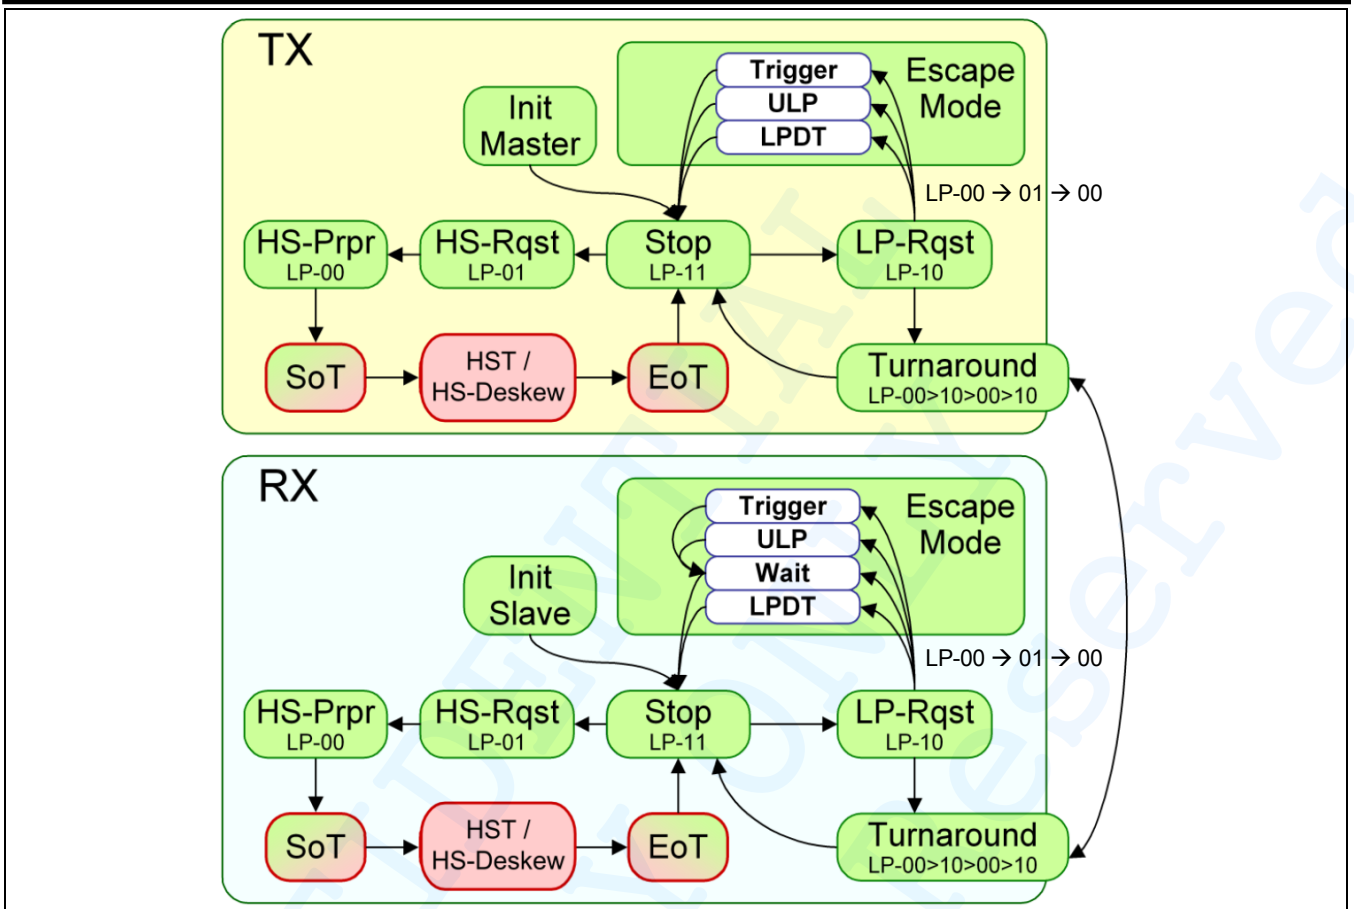 TX
Trigger
ULP
LPDT
Escape
Mode
Init
Master
LP-00 → 01 → 00
HS-Prpr
LP-00
HS-Rqst
LP-01
Stop
LP-11
LP-Rqst
LP-10
SoT
HST /
HS-Deskew
EoT
Turnaround
LP-00>10>00>10
RX
Trigger
ULP
Wait
LPDT
Escape
Mode
Init
Slave
LP-00 → 01 → 00
HS-Prpr
LP-00
HS-Rqst
LP-01
Stop
LP-11
LP-Rqst
LP-10
SoT
HST /
HS-Deskew
EoT
Turnaround
LP-00>10>00>10